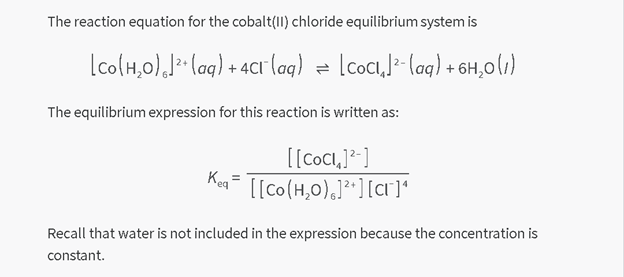 The reaction equation for the cobalt(II) chloride equilibrium system is
[Co(H₂O)₆]²⁺(aq) + 4Cl⁻(aq) ⇌ [CoCl₄]²⁻(aq) + 6H₂O(l)
The equilibrium expression for this reaction is written as:
K_eq = [[CoCl₄]²⁻] / [[Co(H₂O)₆]²⁺][Cl⁻]⁴
Recall that water is not included in the expression because the concentration is
constant.